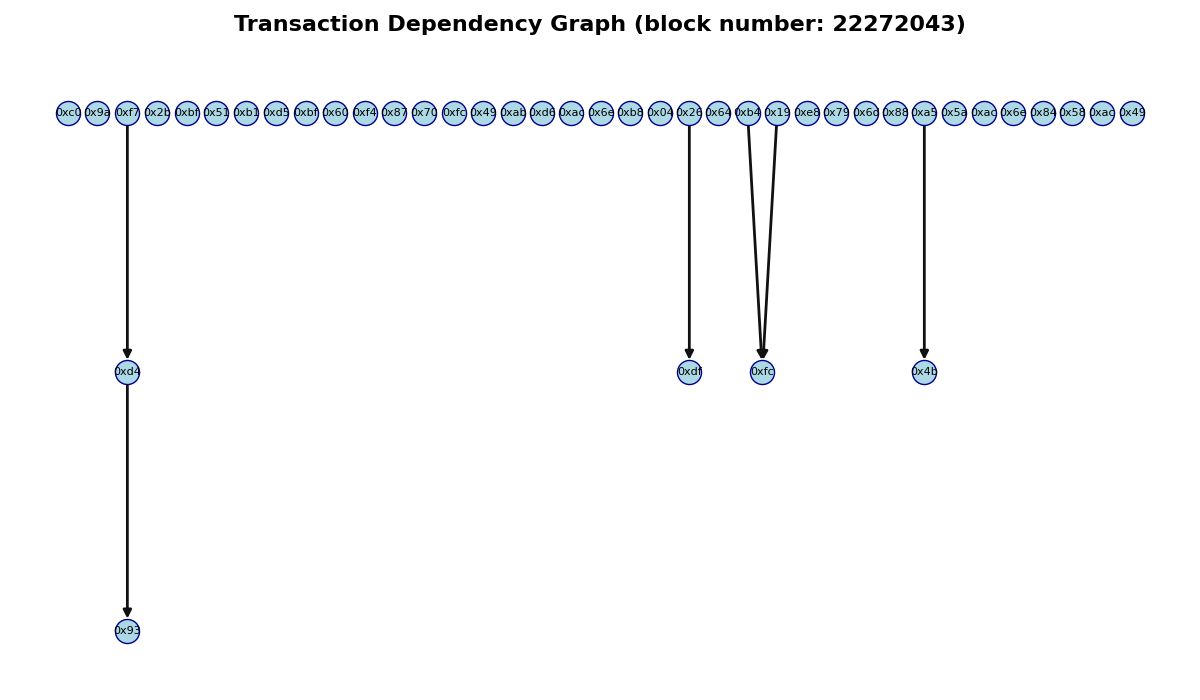 Transaction Dependency Graph (block number: 22272043)
0xc0 0x9a 0xf7 0x2b 0xbf 0x51 0xb1 0xd5 0xbf 0x60 0xf4 0x87 0x70 0xfc 0x49 0xab 0xd6 0xac 0x6e 0xb8 0x04 0x26 0x64 0xb4 0x19 0xe8 0x79 0x6d 0x88 0xa5 0x5a 0xac 0x6e 0x84 0x58 0xac 0x49
0xd4 0xdf 0xfc 0x4b
0x93